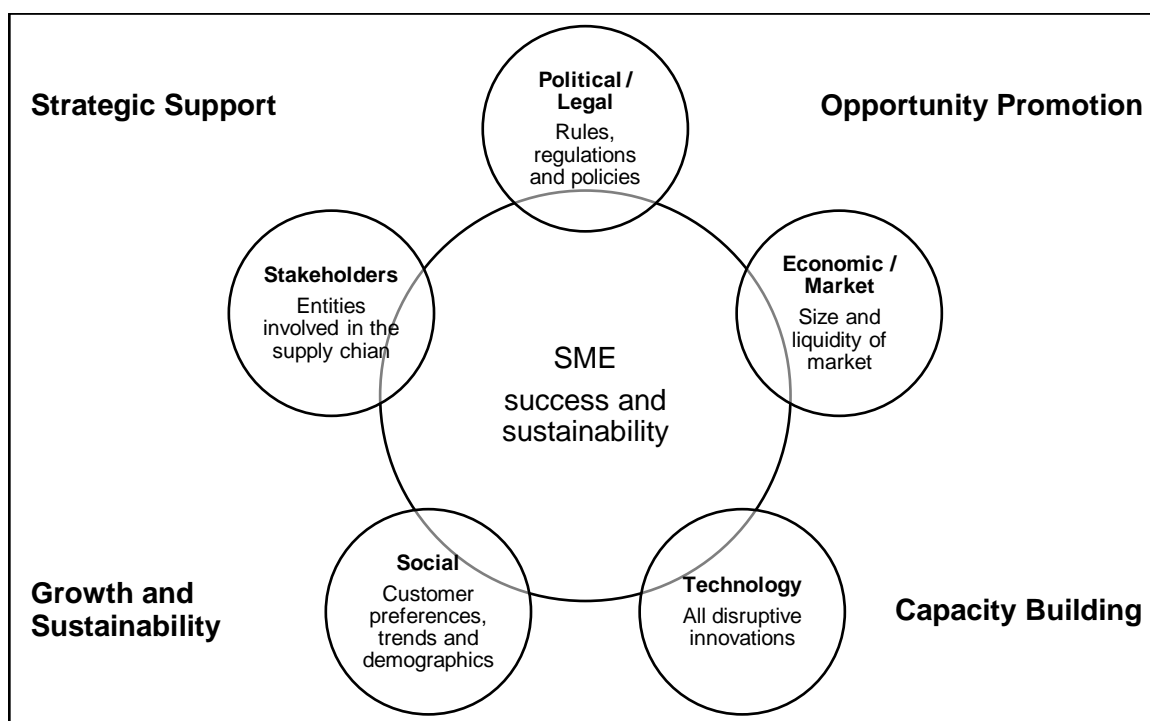 Strategic Support
Political /
Legal
Rules,
regulations
and policies
Opportunity Promotion
Stakeholders
Entities
involved in the
supply chian
Economic /
Market
Size and
liquidity of
market
SME
success and
sustainability
Growth and
Sustainability
Social
Customer
preferences,
trends and
demographics
Technology
All disruptive
innovations
Capacity Building